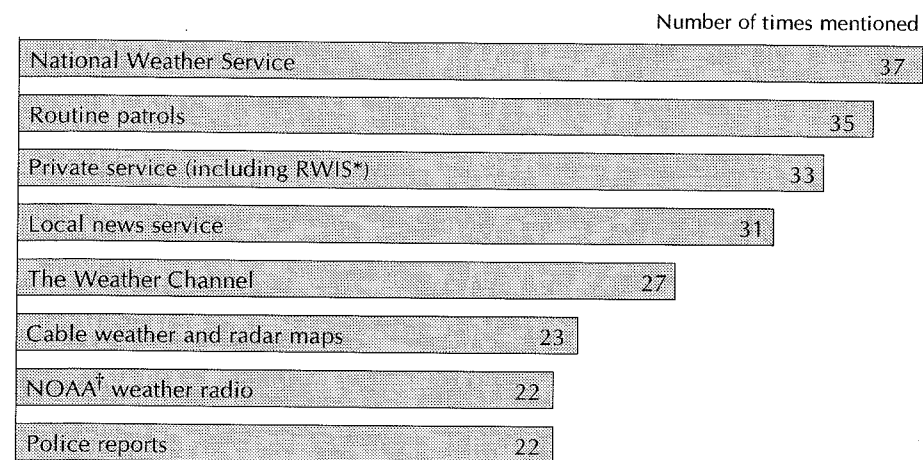 Number of times mentioned
National Weather Service 37
Routine patrols 35
Private service (including RWIS*) 33
Local news service 31
The Weather Channel 27
Cable weather and radar maps 23
NOAA† weather radio 22
Police reports 22